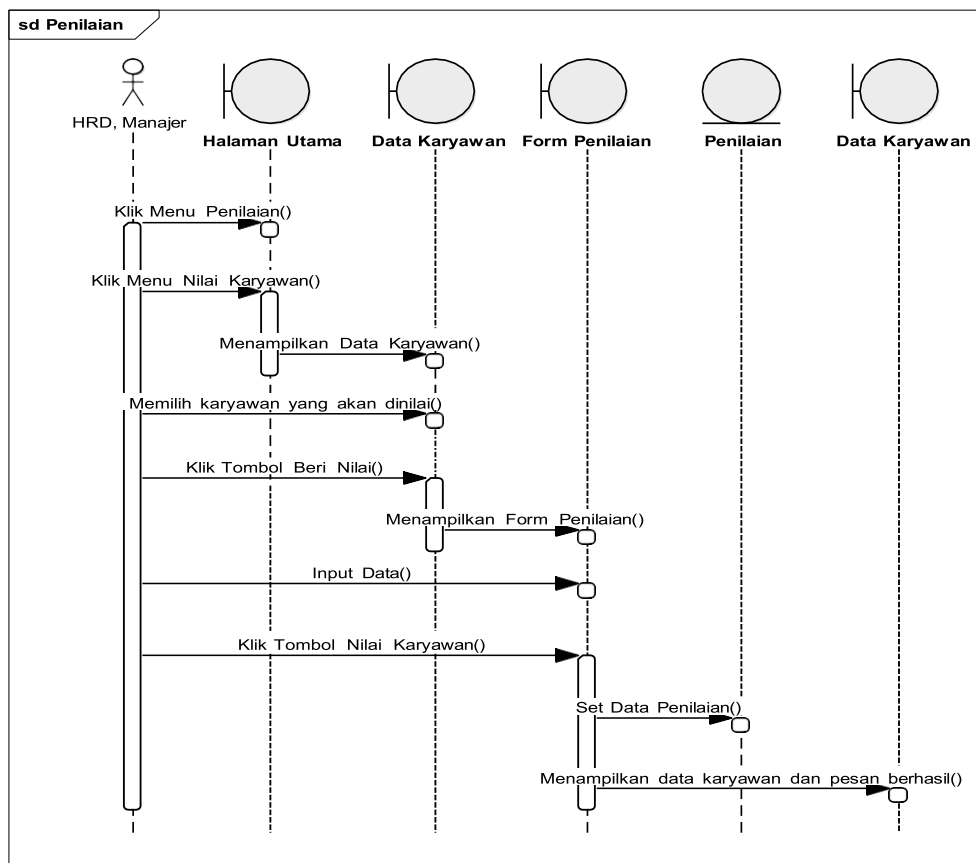 sd Penilaian
HRD, Manajer
Halaman Utama
Data Karyawan
Form Penilaian
Penilaian
Data Karyawan
Klik Menu Penilaian()
Klik Menu Nilai Karyawan()
Menampilkan Data Karyawan()
Memilih karyawan yang akan dinilai()
Klik Tombol Beri Nilai()
Menampilkan Form Penilaian()
Input Data()
Klik Tombol Nilai Karyawan()
Set Data Penilaian()
Menampilkan data karyawan dan pesan berhasil()